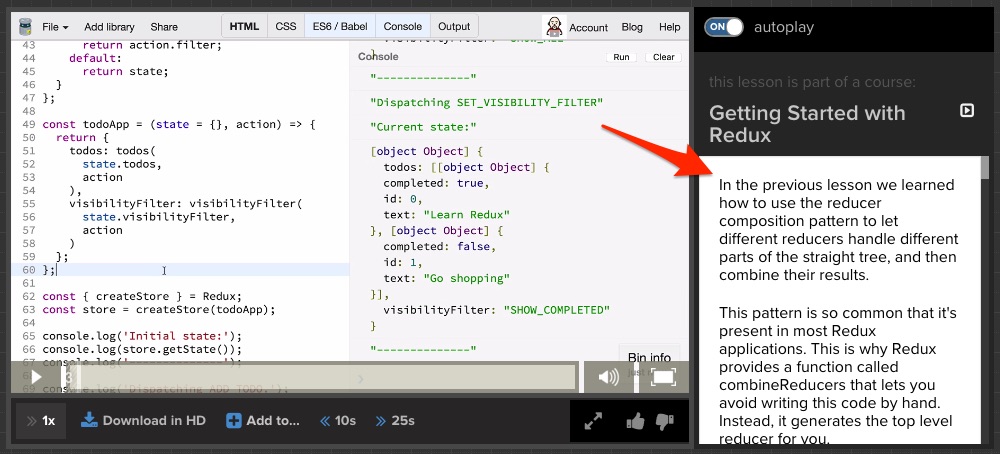 File Add library Share HTML CSS ES6 / Babel Console Output Account Blog Help
43 return action.filter;
44 default:
45 return state;
46 }
47 };
48
49 const todoApp = (state = {}, action) => {
50 return {
51 todos: todos(
52 state.todos,
53 action
54 ),
55 visibilityFilter: visibilityFilter(
56 state.visibilityFilter,
57 action
58 )
59 };
60 };
61
62 const { createStore } = Redux;
63 const store = createStore(todoApp);
64
65 console.log('Initial state:');
66 console.log(store.getState());
67 console.log('--------------');
68
69 console.log('Dispatching ADD_TODO.');
Console Run Clear
"--------------"
"Dispatching SET_VISIBILITY_FILTER"
"Current state:"
[object Object] {
todos: [[object Object] {
completed: true,
id: 0,
text: "Learn Redux"
}, [object Object] {
completed: false,
id: 1,
text: "Go shopping"
}],
visibilityFilter: "SHOW_COMPLETED"
}
"--------------"
Bin info
1x Download in HD Add to... 10s 25s
ON autoplay
this lesson is part of a course:
Getting Started with
Redux
In the previous lesson we learned
how to use the reducer
composition pattern to let
different reducers handle different
parts of the straight tree, and then
combine their results.
This pattern is so common that it's
present in most Redux
applications. This is why Redux
provides a function called
combineReducers that lets you
avoid writing this code by hand.
Instead, it generates the top level
reducer for you.